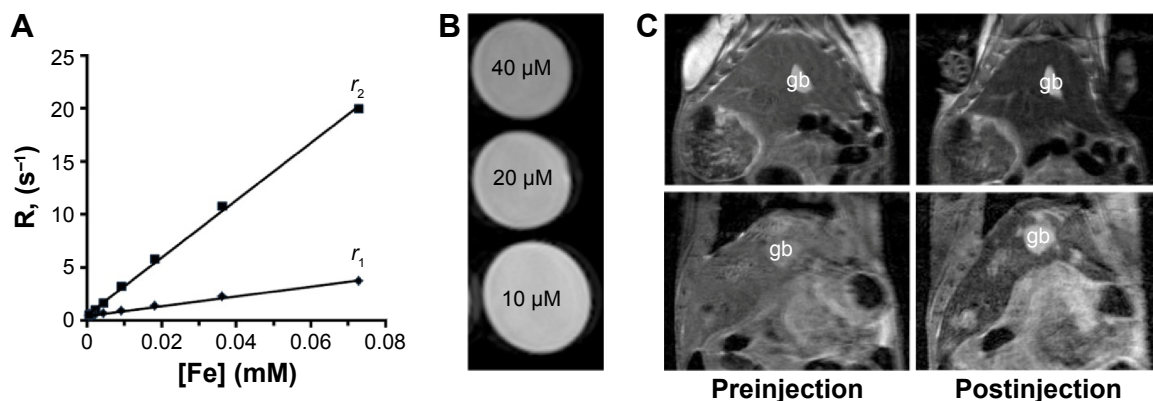 A
25
20
15
10
5
0
R, (s⁻¹)
r₂
r₁
0 0.02 0.04 0.06 0.08
[Fe] (mM)
B
40 µM
20 µM
10 µM
C
gb gb
gb gb
Preinjection Postinjection